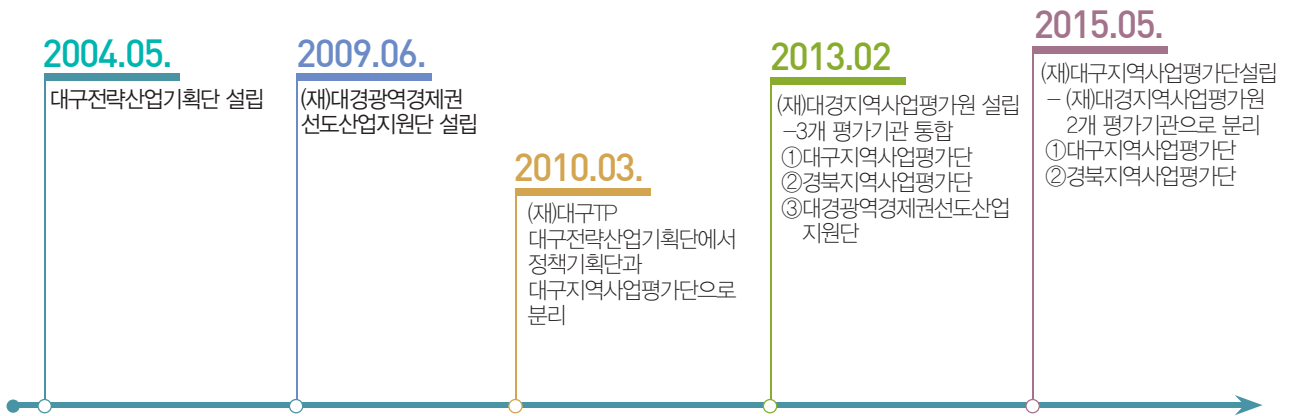 2004.05.
대구전략산업기획단 설립
2009.06.
(재)대경광역경제권
선도산업지원단 설립
2010.03.
(재)대구TP
대구전략산업기획단에서
정책기획단과
대구지역사업평가단으로
분리
2013.02
(재)대경지역사업평가원 설립
-3개 평가기관 통합
①대구지역사업평가단
②경북지역사업평가단
③대경광역경제권선도산업
지원단
2015.05.
(재)대구지역사업평가단설립
- (재)대경지역사업평가원
2개 평가기관으로 분리
①대구지역사업평가단
②경북지역사업평가단